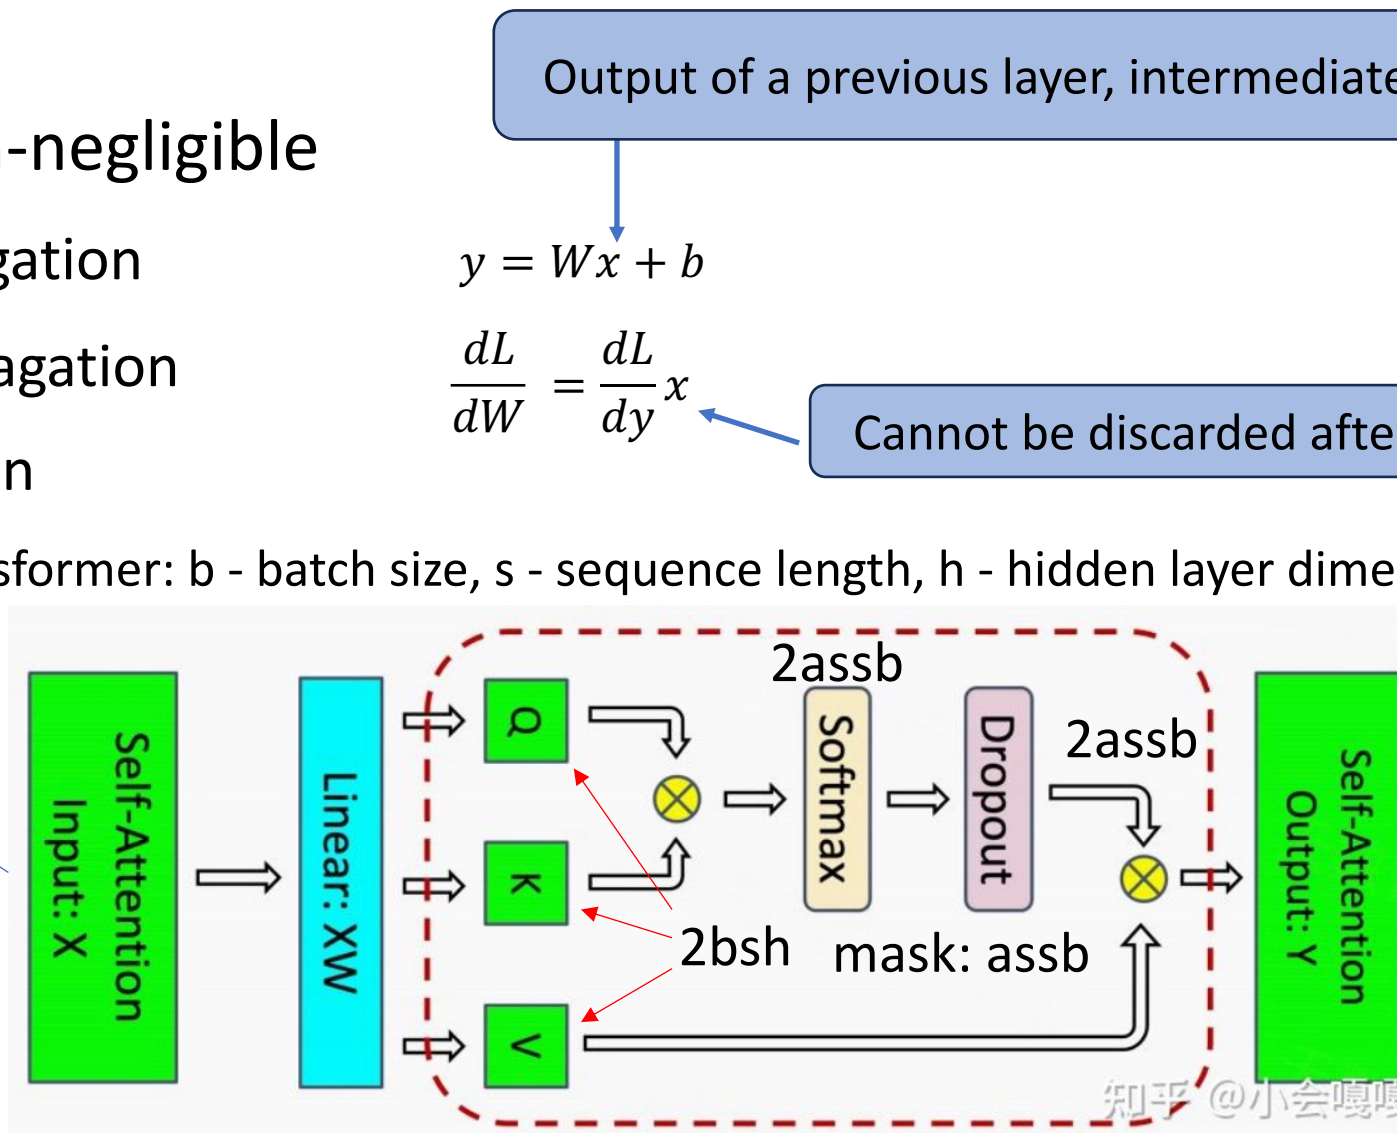 Output of a previous layer, intermediate
-negligible
gation
y = Wx + b
agation
dL/dW = dL/dy x
Cannot be discarded afte
n
sformer: b - batch size, s - sequence length, h - hidden layer dime
2assb
Self-Attention
Input: X
Linear: XW
Q
K
V
Softmax
Dropout
2assb
2bsh
mask: assb
Self-Attention
Output: Y
知乎 @小会嘎